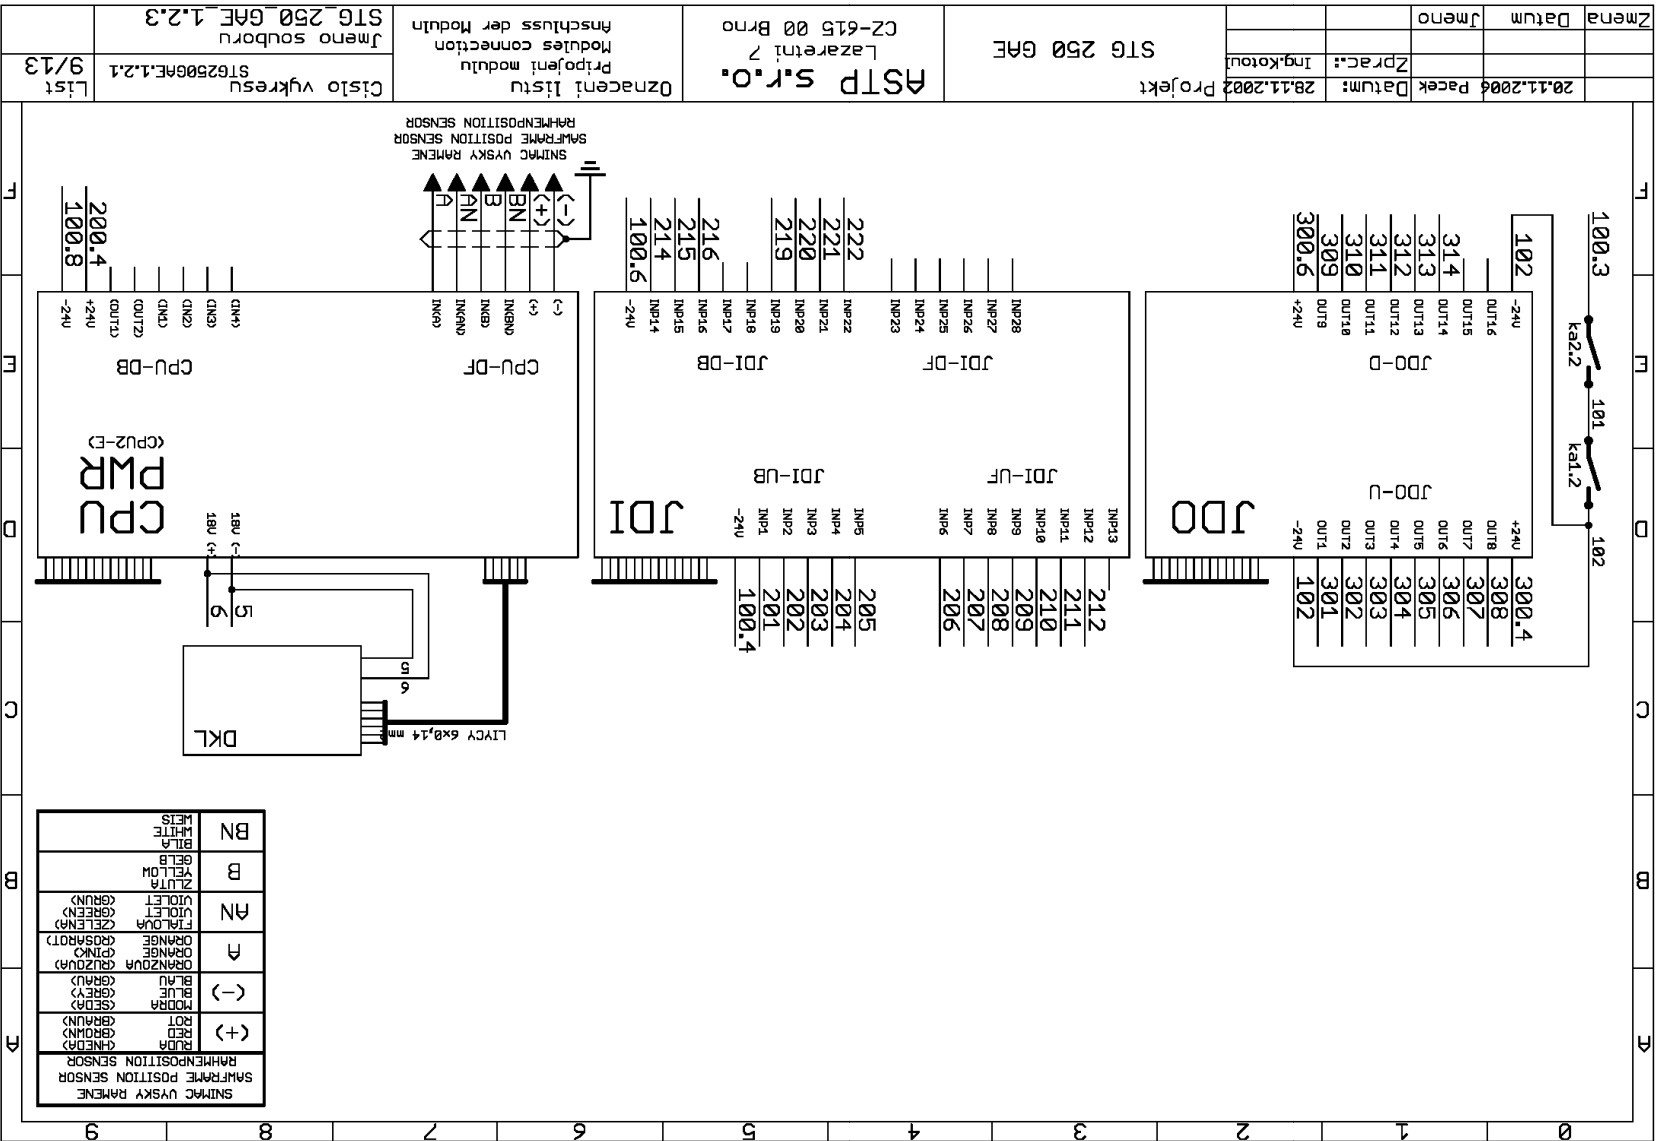 0 1 2 3 4 5 6 7 8 9
A
B
C
D
E
F
SNIMAC VYSKY RAMENE
SAWFRAME POSITION SENSOR
RAHMENPOSITION SENSOR
(+) RUDA (HNEDA)
RED (BROWN)
ROT (BRAUN)
(-) MODRA (SEDA)
BLUE (GREY)
BLAU (GRAU)
A ORANZOVA (RUZOVA)
ORANGE (PINK)
ORANGE (ROSAROT)
AN FIALOVA (ZELENA)
VIOLET (GREEN)
VIOLET (GRUN)
B ZLUTA
YELLOW
GELB
BN BILA
WHITE
WEIS
DKL
LIYCY 6x0,14 mm
6
5
5 6
102 301 302 303 304 305 306 307 308 300.4
-24V OUT1 OUT2 OUT3 OUT4 OUT5 OUT6 OUT7 OUT8 +24V
JDO
JDO-U
JDO-D
+24V OUT9 OUT10 OUT11 OUT12 OUT13 OUT14 OUT15 OUT16 -24V
300.6 309 310 311 312 313 314 102
100.3
ka2.2
101
ka1.2
102
100.4 201 202 203 204 205
206 207 208 209 210 211 212
-24V INP1 INP2 INP3 INP4 INP5
INP6 INP7 INP8 INP9 INP10 INP11 INP12 INP13
JDI
JDI-UF JDI-UB
JDI-DF JDI-DB
-24V INP14 INP15 INP16 INP17 INP18 INP19 INP20 INP21 INP22
INP23 INP24 INP25 INP26 INP27 INP28
100.6 214 215 216 219 220 221 222
18V (+) 18V (-)
CPU
PWR
(CPU2-E)
CPU-DF CPU-DB
IN(A) IN(AN) IN(B) IN(BN) (+) (-)
-24V +24V (OUT1) (OUT2) (IN1) (IN2) (IN3) (IN4)
100.8 200.4
A AN B BN (+) (-)
SNIMAC VYSKY RAMENE
SAWFRAME POSITION SENSOR
RAHMENPOSITION SENSOR
F
E
D
C
B
A
20.11.2006 Pacek
Datum: 28.11.2002
Zprac.: Ing.Kotoul
Zmena Datum Jmeno
Projekt
STG 250 GAE
ASTP s.r.o.
Lazaretni 7
CZ-615 00 Brno
Oznaceni listu
Pripojeni modulu
Modules connection
Anschluss der Moduln
Cislo vykresu
STG250GAE.1.2.1
Jmeno souboru
STG_250_GAE_1.2.3
List
9/13